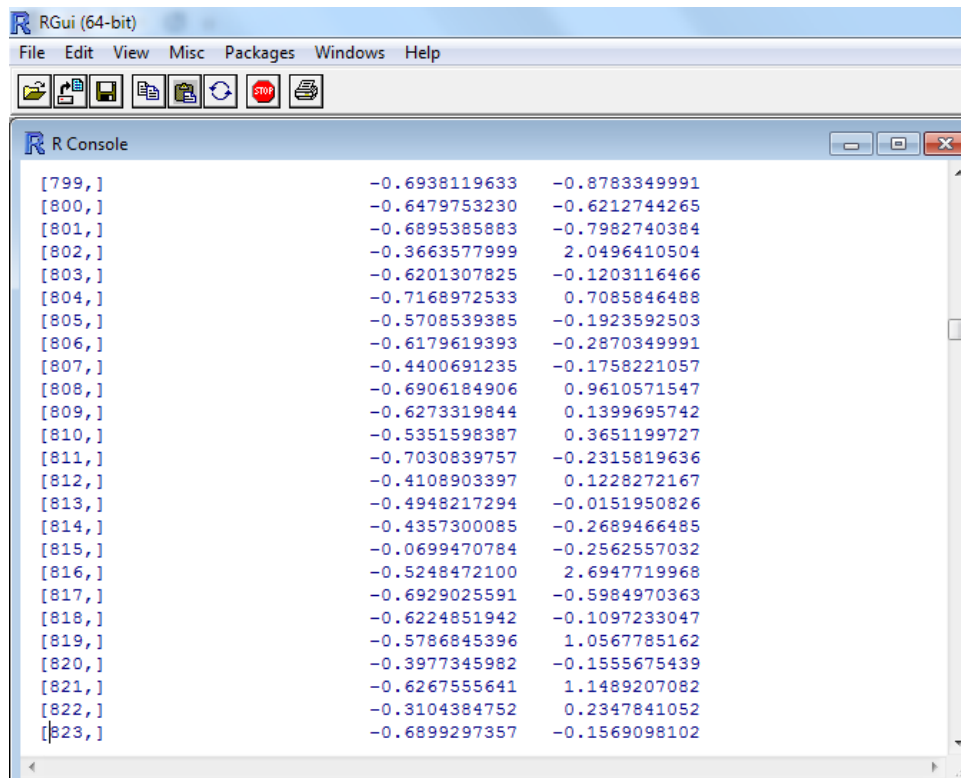 RGui (64-bit)
File Edit View Misc Packages Windows Help
STOP
R Console
[799,] -0.6938119633 -0.8783349991
[800,] -0.6479753230 -0.6212744265
[801,] -0.6895385883 -0.7982740384
[802,] -0.3663577999 2.0496410504
[803,] -0.6201307825 -0.1203116466
[804,] -0.7168972533 0.7085846488
[805,] -0.5708539385 -0.1923592503
[806,] -0.6179619393 -0.2870349991
[807,] -0.4400691235 -0.1758221057
[808,] -0.6906184906 0.9610571547
[809,] -0.6273319844 0.1399695742
[810,] -0.5351598387 0.3651199727
[811,] -0.7030839757 -0.2315819636
[812,] -0.4108903397 0.1228272167
[813,] -0.4948217294 -0.0151950826
[814,] -0.4357300085 -0.2689466485
[815,] -0.0699470784 -0.2562557032
[816,] -0.5248472100 2.6947719968
[817,] -0.6929025591 -0.5984970363
[818,] -0.6224851942 -0.1097233047
[819,] -0.5786845396 1.0567785162
[820,] -0.3977345982 -0.1555675439
[821,] -0.6267555641 1.1489207082
[822,] -0.3104384752 0.2347841052
[823,] -0.6899297357 -0.1569098102